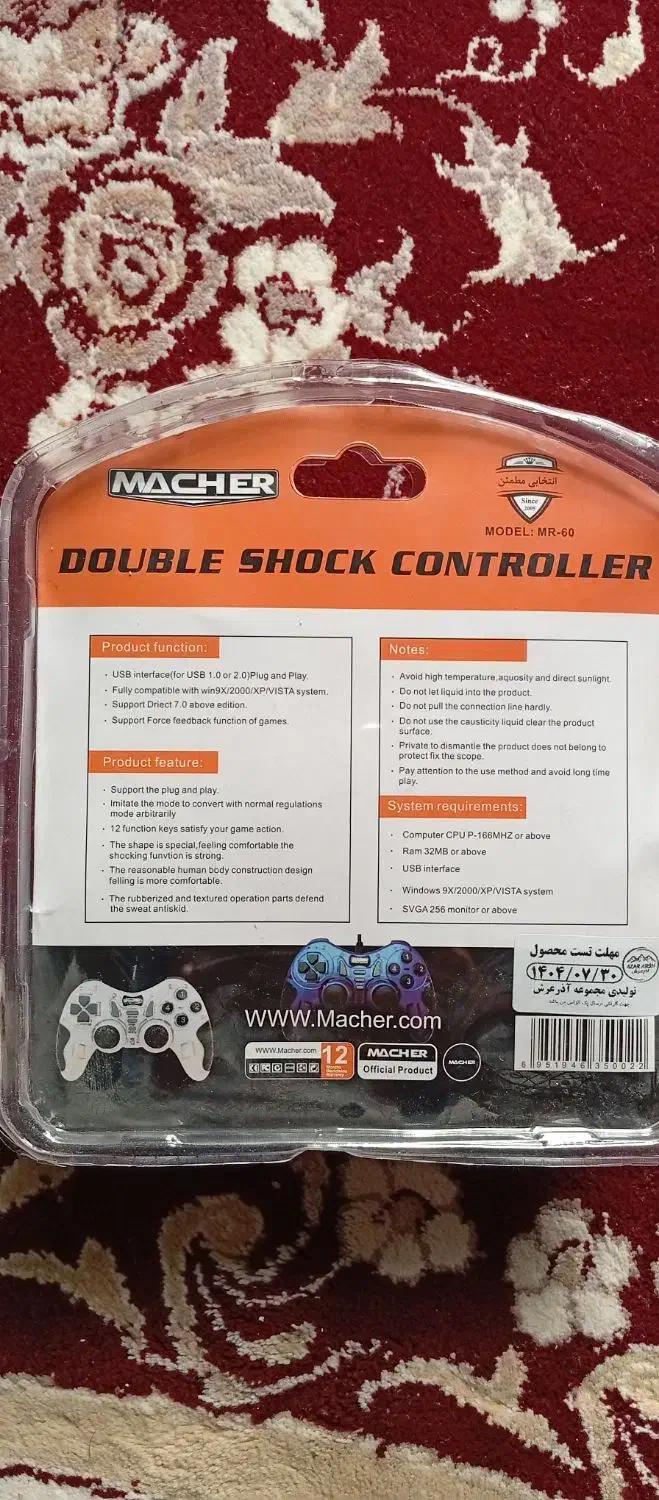 MACHER
انتخابی مطمئن
Since
2005
MODEL: MR-60
DOUBLE SHOCK CONTROLLER
Product function:
· USB interface(for USB 1.0 or 2.0)Plug and Play.
· Fully compatible with win9X/2000/XP/VISTA system.
· Support Driect 7.0 above edition.
· Support Force feedback function of games.
Product feature:
· Support the plug and play.
· Imitate the mode to convert with normal regulations
mode arbitrarily
· 12 function keys satisfy your game action.
· The shape is special,feeling comfortable the
shocking funvtion is strong.
· The reasonable human body construction design
felling is more comfortable.
· The rubberized and textured operation parts defend
the sweat antiskid.
Notes:
· Avoid high temperature,aquosity and direct sunlight.
· Do not let liquid into the product.
· Do not pull the connection line hardly.
· Do not use the causticity liquid clear the product
surface.
· Private to dismantle the product does not belong to
protect fix the scope.
· Pay attention to the use method and avoid long time
play.
System requirements:
· Computer CPU P-166MHZ or above
· Ram 32MB or above
· USB interface
· Windows 9X/2000/XP/VISTA system
· SVGA 256 monitor or above
مهلت تست محصول
۱۴۰۴/۰۷/۳۰
تولیدی مجموعه آذرعرش
AZAR ARSH
WWW.Macher.com
WWW.Macher.com
12
Months
Warranty
MACHER
Official Product
MACHER
6 951946 350022